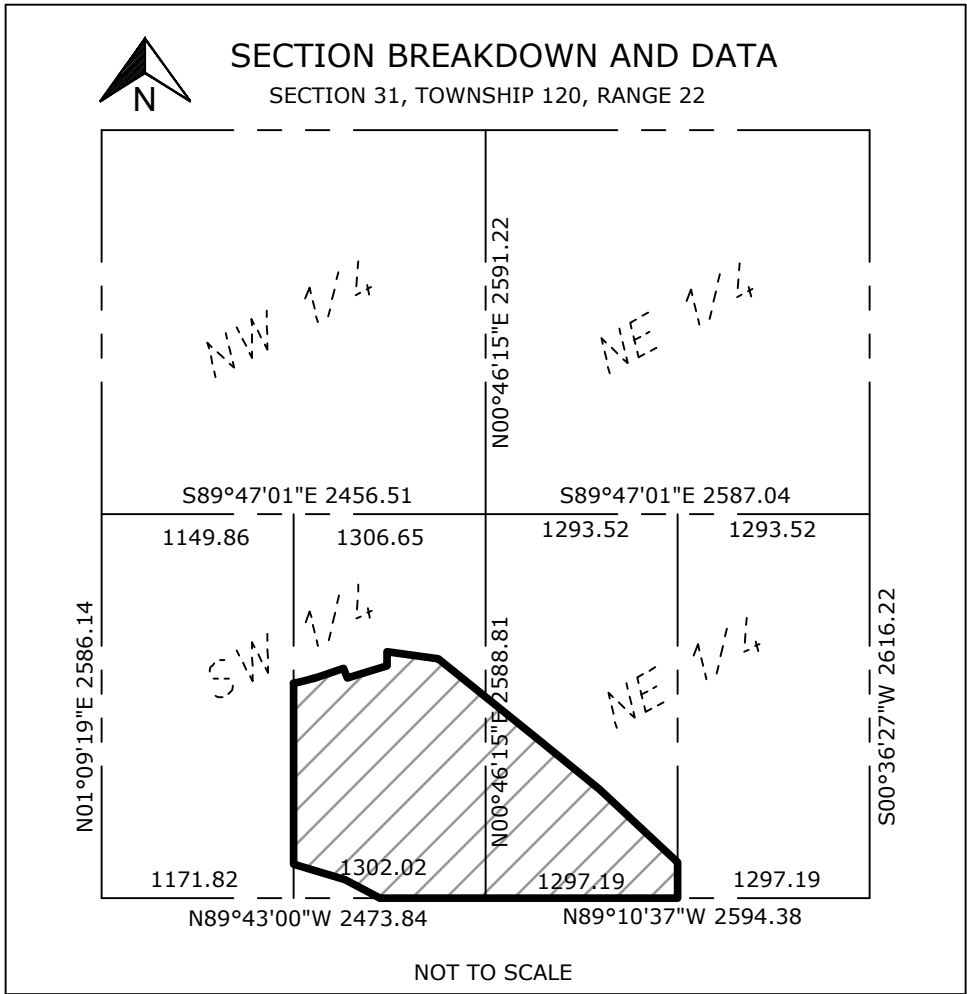 SECTION BREAKDOWN AND DATA
SECTION 31, TOWNSHIP 120, RANGE 22
N
NW 1/4
NE 1/4
N00°46'15"E 2591.22
S89°47'01"E 2456.51
S89°47'01"E 2587.04
1149.86
1306.65
1293.52
1293.52
N01°09'19"E 2586.14
SW 1/4
N00°46'15"E 2588.81
NE 1/4
S00°36'27"W 2616.22
1171.82
1302.02
1297.19
1297.19
N89°43'00"W 2473.84
N89°10'37"W 2594.38
NOT TO SCALE